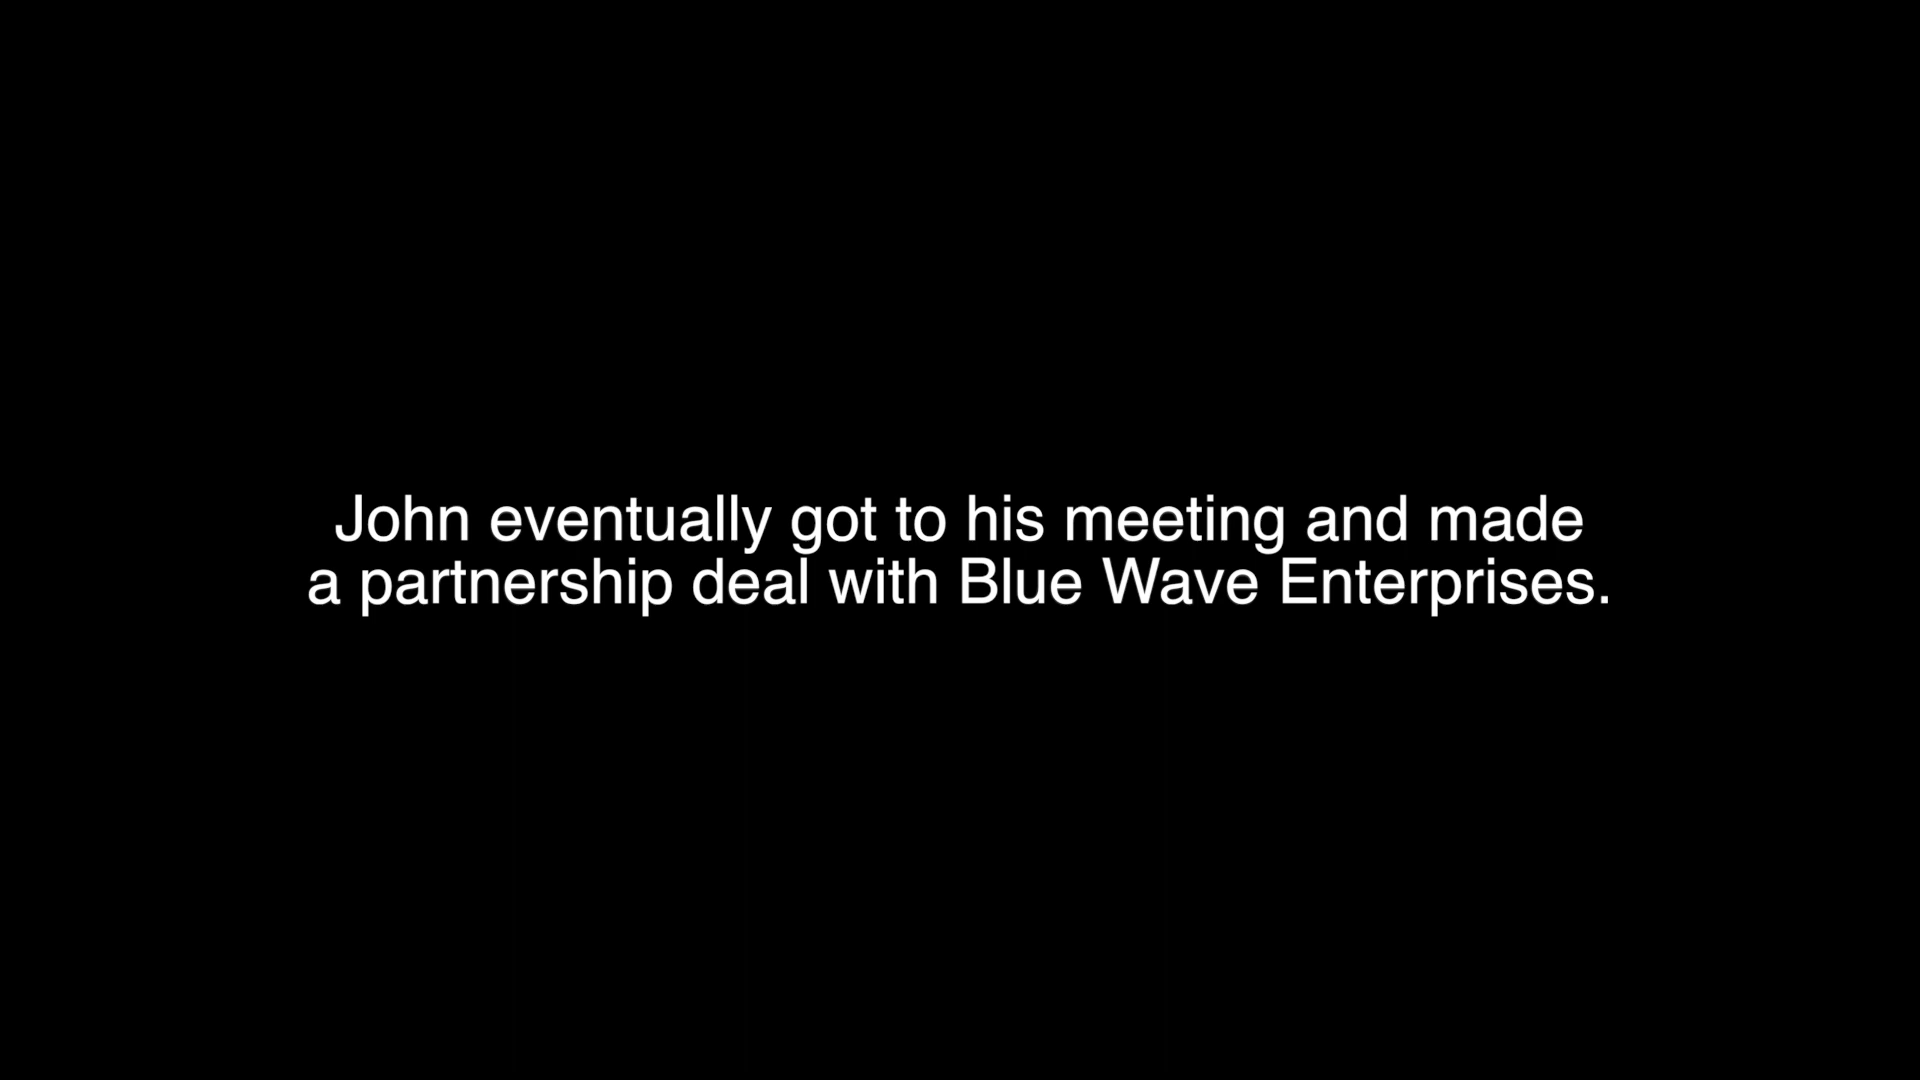 John eventually got to his meeting and made
a partnership deal with Blue Wave Enterprises.